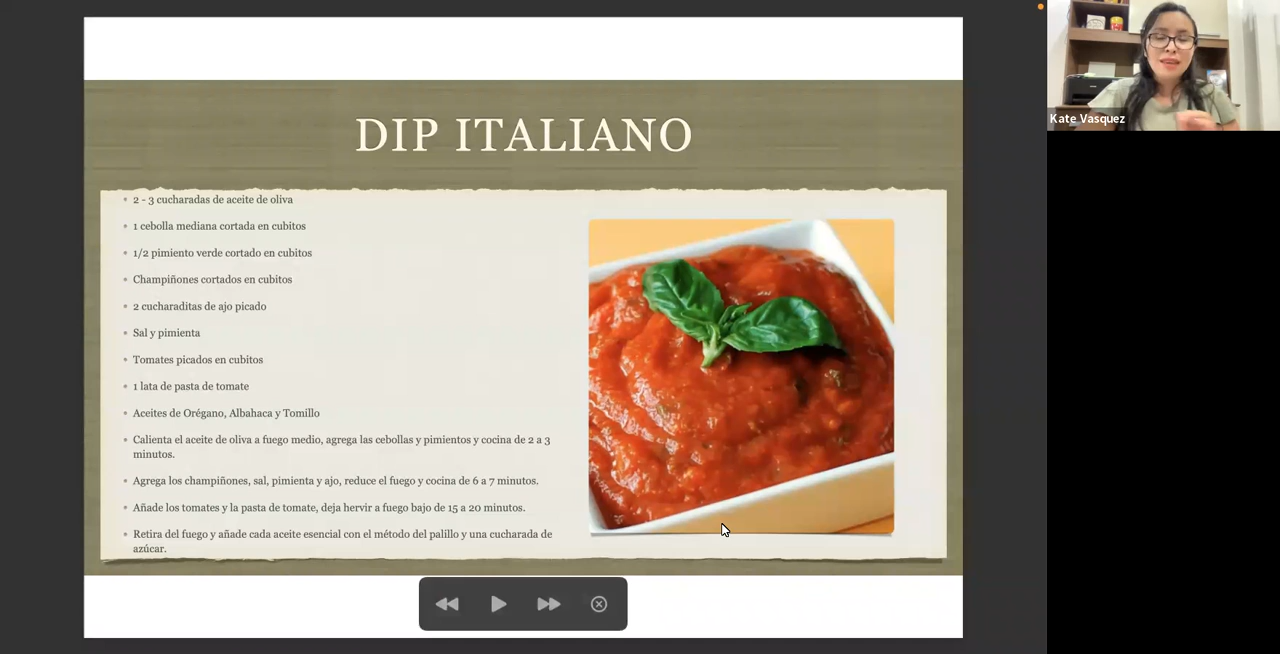 DIP ITALIANO
2 - 3 cucharadas de aceite de oliva
1 cebolla mediana cortada en cubitos
1/2 pimiento verde cortado en cubitos
Champiñones cortados en cubitos
2 cucharaditas de ajo picado
Sal y pimienta
Tomates picados en cubitos
1 lata de pasta de tomate
Aceites de Orégano, Albahaca y Tomillo
Calienta el aceite de oliva a fuego medio, agrega las cebollas y pimientos y cocina de 2 a 3
minutos.
Agrega los champiñones, sal, pimienta y ajo, reduce el fuego y cocina de 6 a 7 minutos.
Añade los tomates y la pasta de tomate, deja hervir a fuego bajo de 15 a 20 minutos.
Retira del fuego y añade cada aceite esencial con el método del palillo y una cucharada de
azúcar.
Kate Vasquez